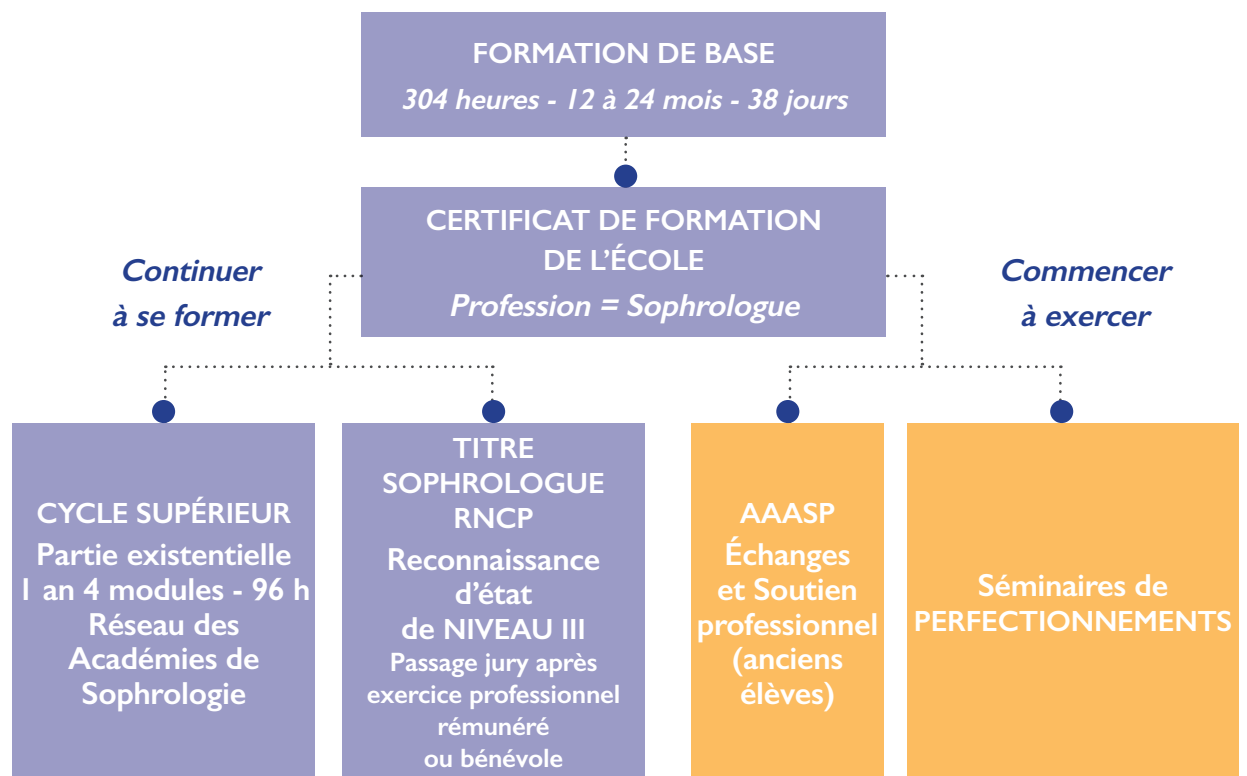 FORMATION DE BASE
304 heures - 12 à 24 mois - 38 jours
CERTIFICAT DE FORMATION
DE L'ÉCOLE
Profession = Sophrologue
Continuer
à se former
Commencer
à exercer
CYCLE SUPÉRIEUR
Partie existentielle
1 an 4 modules - 96 h
Réseau des
Académies de
Sophrologie
TITRE
SOPHROLOGUE
RNCP
Reconnaissance
d'état
de NIVEAU III
Passage jury après
exercice professionnel
rémunéré
ou bénévole
AAASP
Échanges
et Soutien
professionnel
(anciens
élèves)
Séminaires de
PERFECTIONNEMENTS